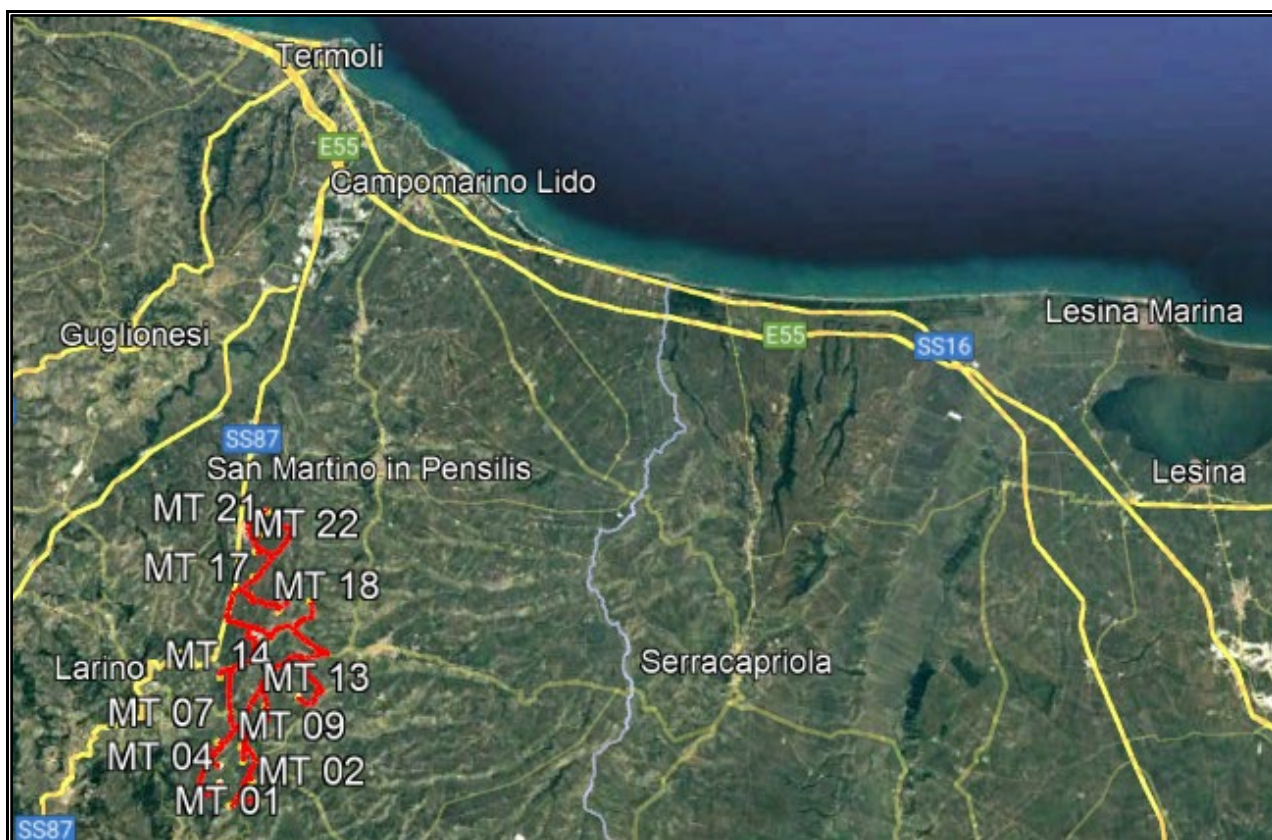 Termoli
E55
Campomarino Lido
Lesina Marina
Guglionesi
E55
SS16
SS87
San Martino in Pensilis
Lesina
MT 21
MT 22
MT 17
MT 18
MT 14
Larino
Serracapriola
MT 13
MT 07
MT 09
MT 04
MT 02
MT 01
SS87